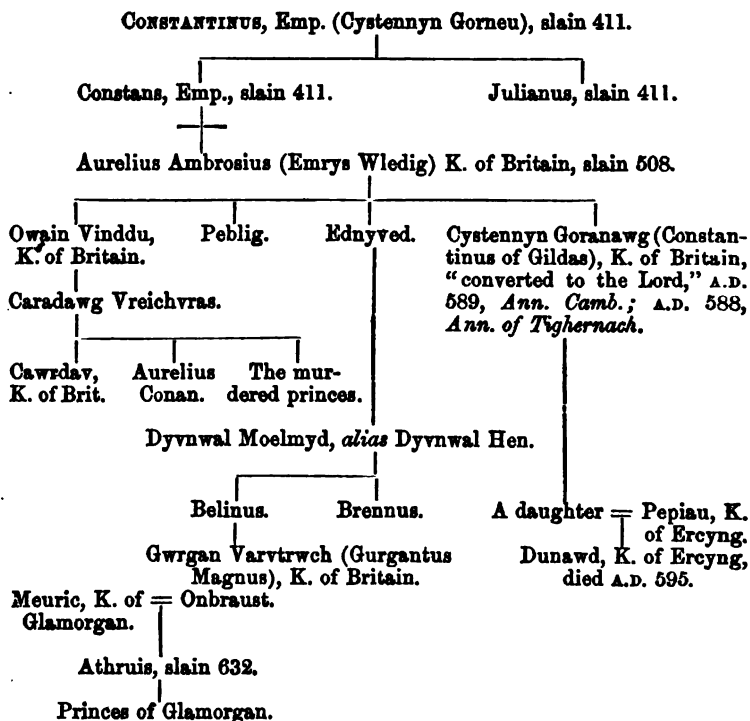 CONSTANTINUS, Emp. (Cystennyn Gorneu), slain 411.
Constans, Emp., slain 411. Julianus, slain 411.
Aurelius Ambrosius (Emrys Wledig) K. of Britain, slain 508.
Owain Vinddu,
K. of Britain.
Peblig.
Ednyved.
Cystennyn Goranawg (Constan-
tinus of Gildas), K. of Britain,
"converted to the Lord," A.D.
589, Ann. Camb.; A.D. 588,
Ann. of Tighernach.
Caradawg Vreichvras.
Cawrdav,
K. of Brit.
Aurelius
Conan.
The mur-
dered princes.
Dyvnwal Moelmyd, alias Dyvnwal Hen.
Belinus. Brennus.
A daughter = Pepiau, K.
of Ercyng.
Dunawd, K. of Ercyng,
died A.D. 595.
Gwrgan Varvtrwch (Gurgantus
Magnus), K. of Britain.
Meuric, K. of = Onbraust.
Glamorgan.
Athruis, slain 632.
Princes of Glamorgan.